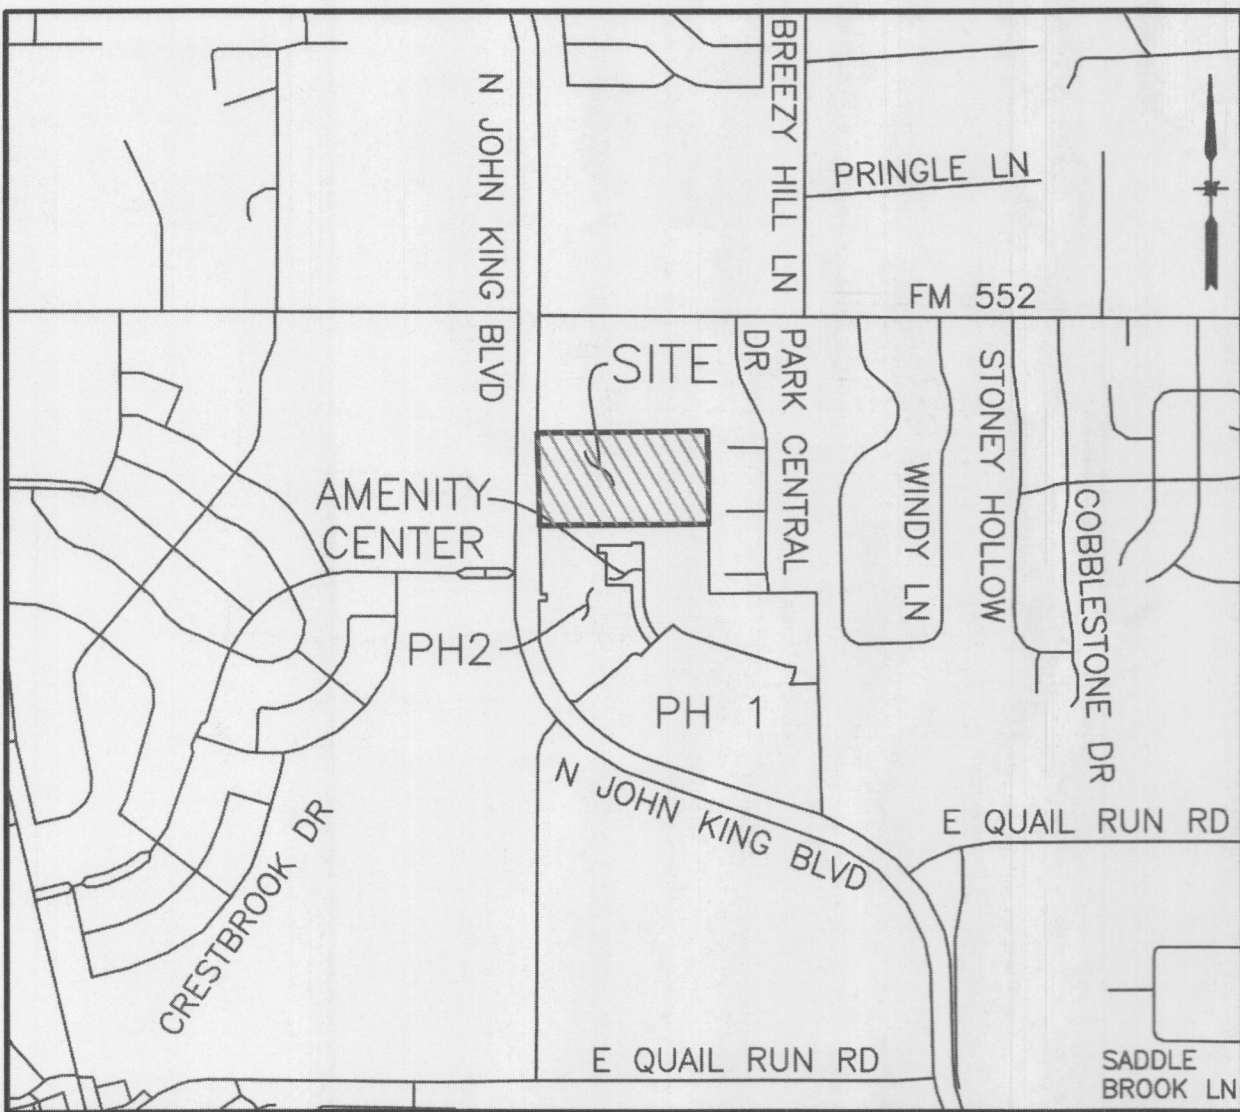 N JOHN KING BLVD
BREEZY HILL LN
PRINGLE LN
FM 552
SITE
PARK CENTRAL
DR
WINDY LN
STONEY HOLLOW
COBBLESTONE DR
AMENITY
CENTER
PH2
PH 1
N JOHN KING BLVD
E QUAIL RUN RD
CRESTBROOK DR
E QUAIL RUN RD
SADDLE
BROOK LN